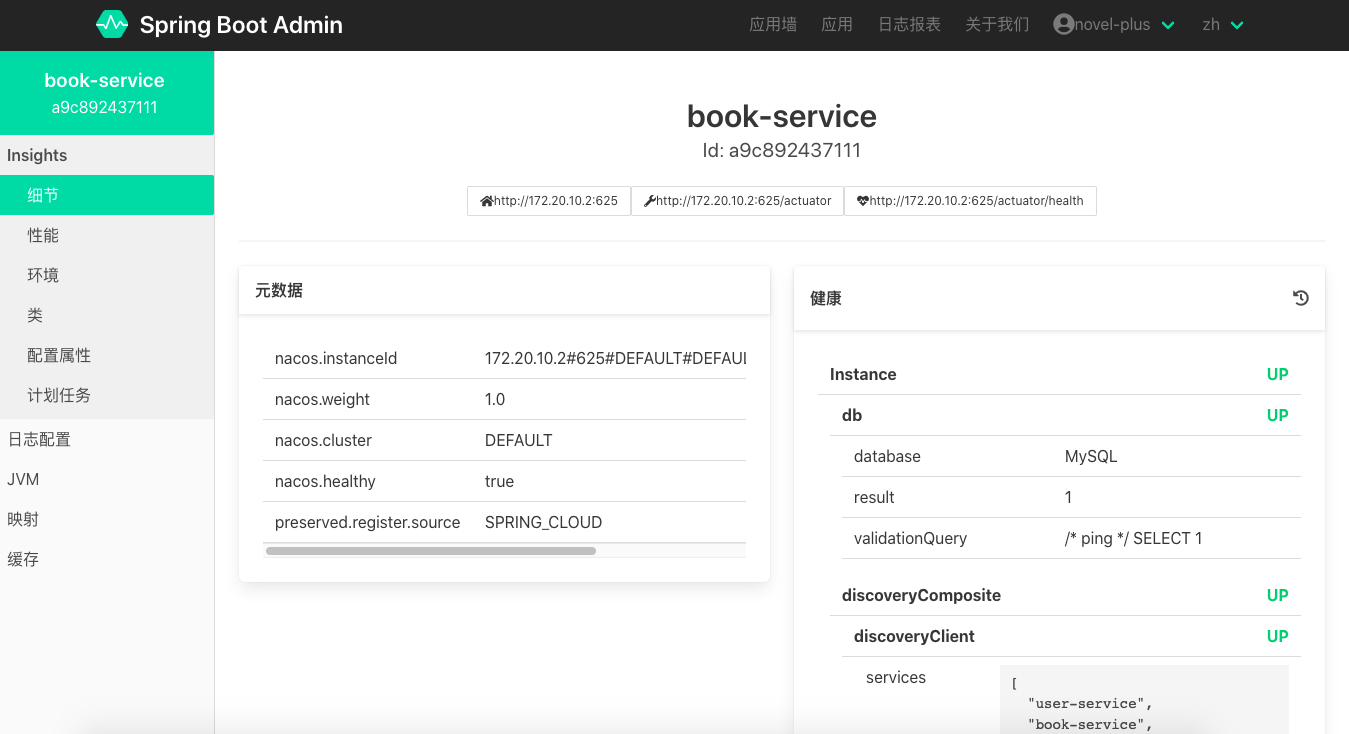 Spring Boot Admin
应用墙 应用 日志报表 关于我们 novel-plus zh
book-service
a9c892437111
Insights
细节
性能
环境
类
配置属性
计划任务
日志配置
JVM
映射
缓存
book-service
Id: a9c892437111
http://172.20.10.2:625 http://172.20.10.2:625/actuator http://172.20.10.2:625/actuator/health
元数据
nacos.instanceId 172.20.10.2#625#DEFAULT#DEFAUL
nacos.weight 1.0
nacos.cluster DEFAULT
nacos.healthy true
preserved.register.source SPRING_CLOUD
健康
Instance UP
db UP
database MySQL
result 1
validationQuery /* ping */ SELECT 1
discoveryComposite UP
discoveryClient UP
services [
"user-service",
"book-service",